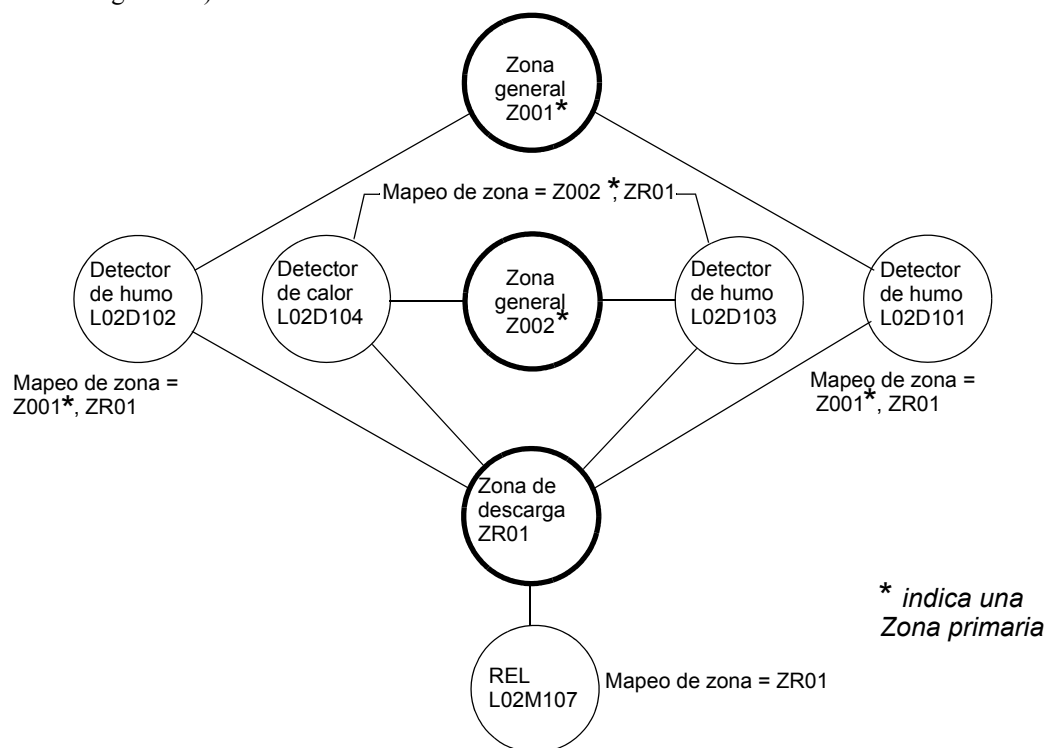 Zona
general
Z001*
Mapeo de zona = Z002 *, ZR01
Detector
de humo
L02D102
Detector
de calor
L02D104
Zona
general
Z002*
Detector
de humo
L02D103
Detector
de humo
L02D101
Mapeo de zona =
Z001*, ZR01
Mapeo de zona =
Z001*, ZR01
Zona de
descarga
ZR01
* indica una
Zona primaria
REL
L02M107
Mapeo de zona = ZR01